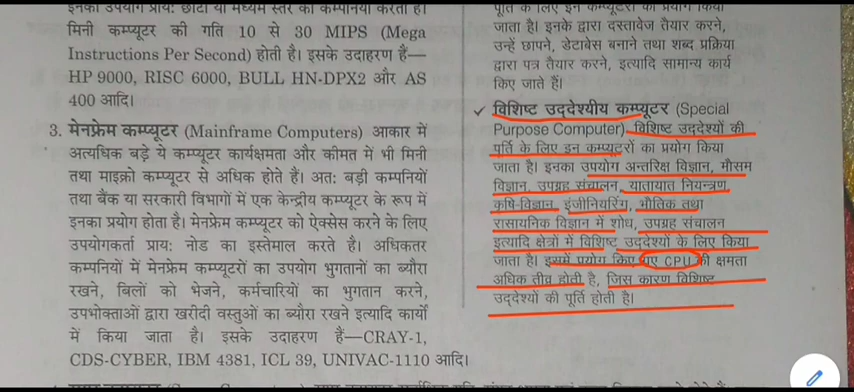 इनका उपयोग प्राय: छोटी या मध्यम स्तर की कम्पनियाँ करती हैं।
मिनी कम्प्यूटर की गति 10 से 30 MIPS (Mega
Instructions Per Second) होती है। इसके उदाहरण हैं—
HP 9000, RISC 6000, BULL HN-DPX2 और AS
400 आदि।
3. मेनफ्रेम कम्प्यूटर (Mainframe Computers) आकार में
अत्यधिक बड़े ये कम्प्यूटर कार्यक्षमता और कीमत में भी मिनी
तथा माइक्रो कम्प्यूटर से अधिक होते हैं। अत: बड़ी कम्पनियों
तथा बैंक या सरकारी विभागों में एक केन्द्रीय कम्प्यूटर के रूप में
इनका प्रयोग होता है। मेनफ्रेम कम्प्यूटर को ऐक्सेस करने के लिए
उपयोगकर्ता प्राय: नोड का इस्तेमाल करते है। अधिकतर
कम्पनियों में मेनफ्रेम कम्प्यूटरों का उपयोग भुगतानों का ब्यौरा
रखने, बिलों को भेजने, कर्मचारियों का भुगतान करने,
उपभोक्ताओं द्वारा खरीदी वस्तुओं का ब्यौरा रखने इत्यादि कार्यों
में किया जाता है। इसके उदाहरण हैं—CRAY-1,
CDS-CYBER, IBM 4381, ICL 39, UNIVAC-1110 आदि।
पूर्ति के लिए इन कम्प्यूटरों का प्रयोग किया
जाता है। इनके द्वारा दस्तावेज तैयार करने,
उन्हें छापने, डेटाबेस बनाने तथा शब्द प्रक्रिया
द्वारा पत्र तैयार करने, इत्यादि सामान्य कार्य
किए जाते हैं।
✓ विशिष्ट उद्देश्यीय कम्प्यूटर (Special
Purpose Computer) विशिष्ट उद्देश्यों की
पूर्ति के लिए इन कम्प्यूटरों का प्रयोग किया
जाता है। इनका उपयोग अन्तरिक्ष विज्ञान, मौसम
विज्ञान, उपग्रह संचालन, यातायात नियन्त्रण,
कृषि-विज्ञान, इंजीनियरिंग, भौतिक तथा
रासायनिक विज्ञान में शोध, उपग्रह संचालन
इत्यादि क्षेत्रों में विशिष्ट उद्देश्यों के लिए किया
जाता है। इसमें प्रयोग किए गए CPU की क्षमता
अधिक तीव्र होती है, जिस कारण विशिष्ट
उद्देश्यों की पूर्ति होती है।